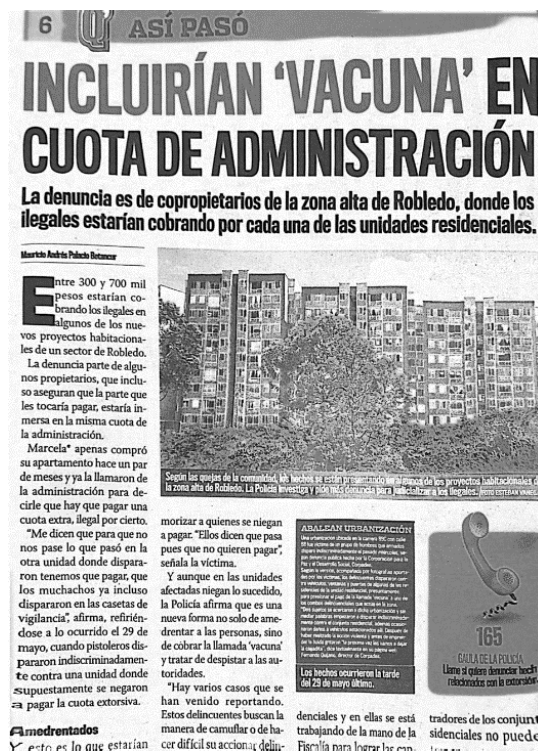 6 Q' ASÍ PASÓ
INCLUIRÍAN ‘VACUNA’ EN
CUOTA DE ADMINISTRACIÓN
La denuncia es de copropietarios de la zona alta de Robledo, donde los
ilegales estarían cobrando por cada una de las unidades residenciales.
Mauricio Andrés Palacio Betancur
Entre 300 y 700 mil
pesos estarían co-
brando los ilegales en
algunos de los nue-
vos proyectos habitaciona-
les de un sector de Robledo.
La denuncia parte de algu-
nos propietarios, que inclu-
so aseguran que la parte que
les tocaría pagar, estaría in-
mersa en la misma cuota de
la administración.
Marcela* apenas compró
su apartamento hace un par
de meses y ya la llamaron de
la administración para de-
cirle que hay que pagar una
cuota extra, ilegal por cierto.
“Me dicen que para que no
nos pase lo que pasó en la
otra unidad donde dispara-
ron tenemos que pagar, que
los muchachos ya incluso
dispararon en las casetas de
vigilancia”, afirma, refirién-
dose a lo ocurrido el 29 de
mayo, cuando pistoleros dis-
pararon indiscriminadamen-
te contra una unidad donde
supuestamente se negaron
a pagar la cuota extorsiva.
Amedrentados
Y esto es lo que estarían
Según las quejas de la comunidad, los hechos se están presentando en algunos de los proyectos habitacionales de
la zona alta de Robledo. La Policía investiga y pide más denuncia para judicializar a los ilegales. FOTO ESTEBAN
morizar a quienes se niegan
a pagar. “Ellos dicen que pasa
pues que no quieren pagar”,
señala la víctima.
Y aunque en las unidades
afectadas niegan lo sucedido,
la Policía afirma que es una
nueva forma no solo de ame-
drentar a las personas, sino
de cobrar la llamada ‘vacuna’
y tratar de despistar a las au-
toridades.
“Hay varios casos que se
han venido reportando.
Estos delincuentes buscan la
manera de camuflar o de ha-
cer difícil su accionar delin-
ABALEAN URBANIZACIÓN
Los hechos ocurrieron la tarde
del 29 de mayo último.
denciales y en ellas se está
trabajando de la mano de la
Fiscalía para lograr las cap-
165
GAULA DE LA POLICÍA
Llame si quiere denunciar hechos
relacionados con la extorsión
tradores de los conjunt
sidenciales no puede